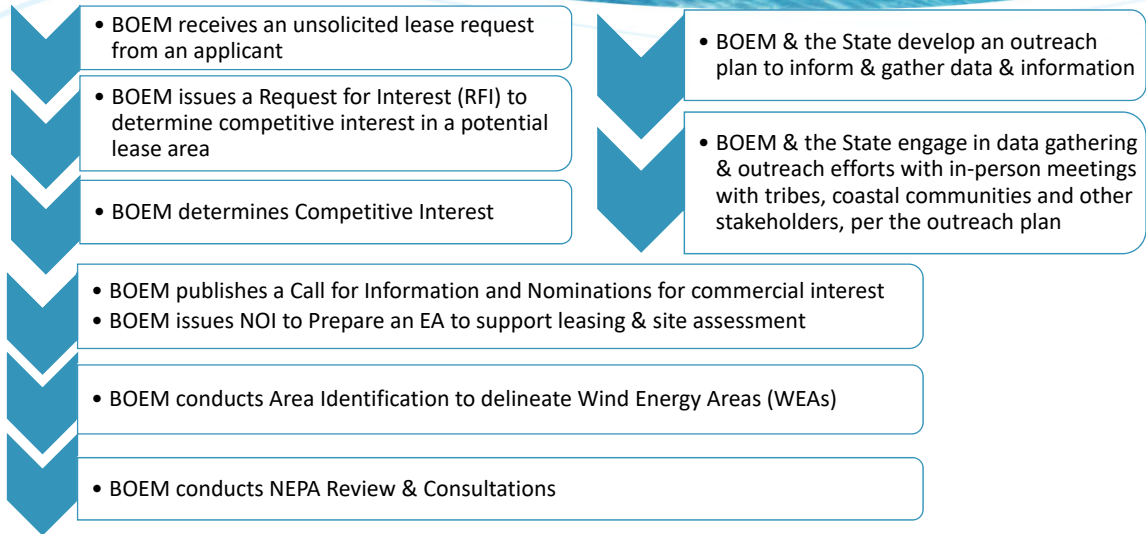 • BOEM receives an unsolicited lease request
from an applicant
• BOEM issues a Request for Interest (RFI) to
determine competitive interest in a potential
lease area
• BOEM determines Competitive Interest
• BOEM & the State develop an outreach
plan to inform & gather data & information
• BOEM & the State engage in data gathering
& outreach efforts with in-person meetings
with tribes, coastal communities and other
stakeholders, per the outreach plan
• BOEM publishes a Call for Information and Nominations for commercial interest
• BOEM issues NOI to Prepare an EA to support leasing & site assessment
• BOEM conducts Area Identification to delineate Wind Energy Areas (WEAs)
• BOEM conducts NEPA Review & Consultations